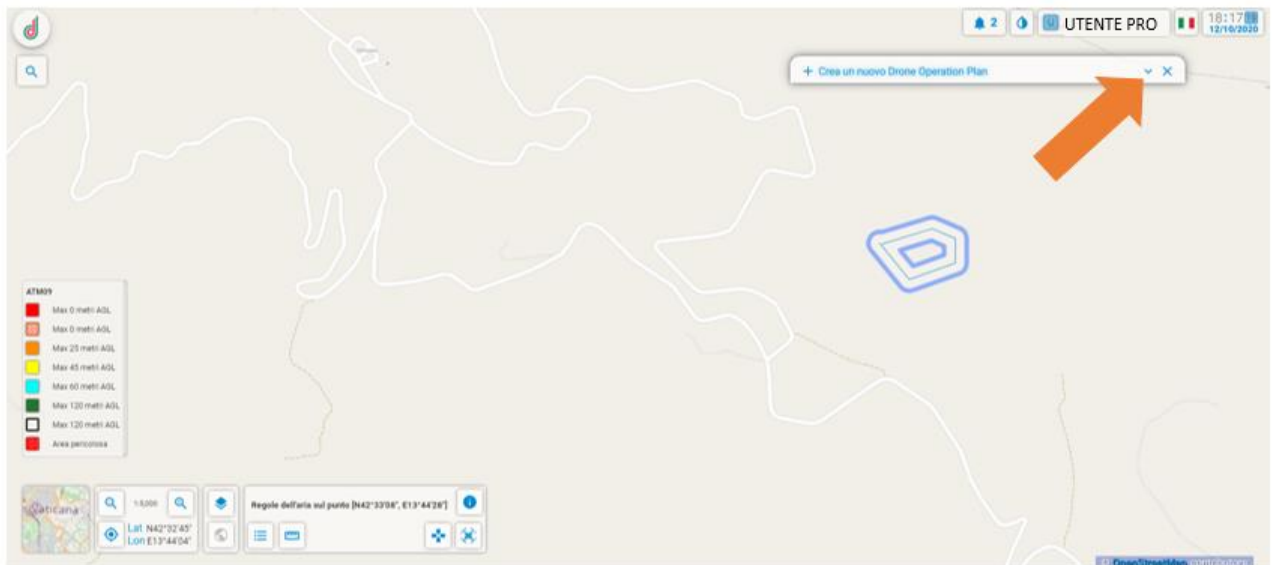 2
UTENTE PRO
18:17
12/10/2020
+ Crea un nuovo Drone Operation Plan
ATM09
Max 0 metri AGL
Max 0 metri AGL
Max 25 metri AGL
Max 45 metri AGL
Max 60 metri AGL
Max 120 metri AGL
Max 120 metri AGL
Area pericolosa
Vaticana
1:5,000
Lat N42°32'45"
Lon E13°44'04"
Regole dell'aria sul punto [N42°33'08", E13°44'28"]
© OpenStreetMap